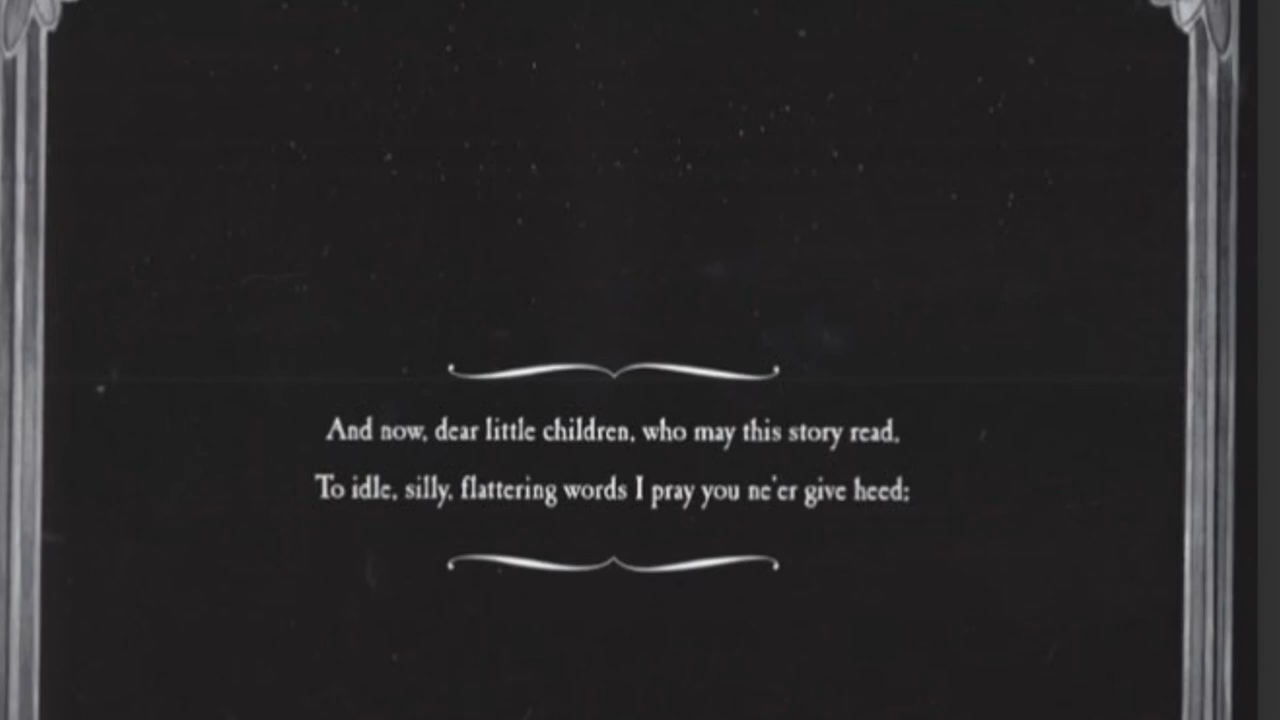 And now, dear little children, who may this story read,
To idle, silly, flattering words I pray you ne'er give heed: